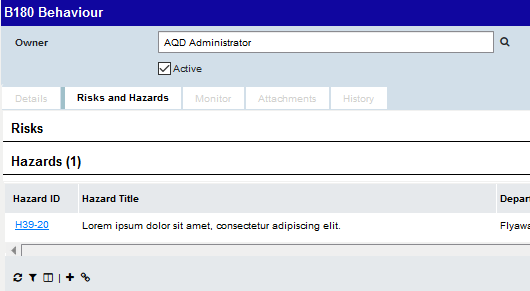 B180 Behaviour
Owner AQD Administrator
Active
Details Risks and Hazards Monitor Attachments History
Risks
Hazards (1)
Hazard ID Hazard Title Depar
H39-20 Lorem ipsum dolor sit amet, consectetur adipiscing elit. Flyawa